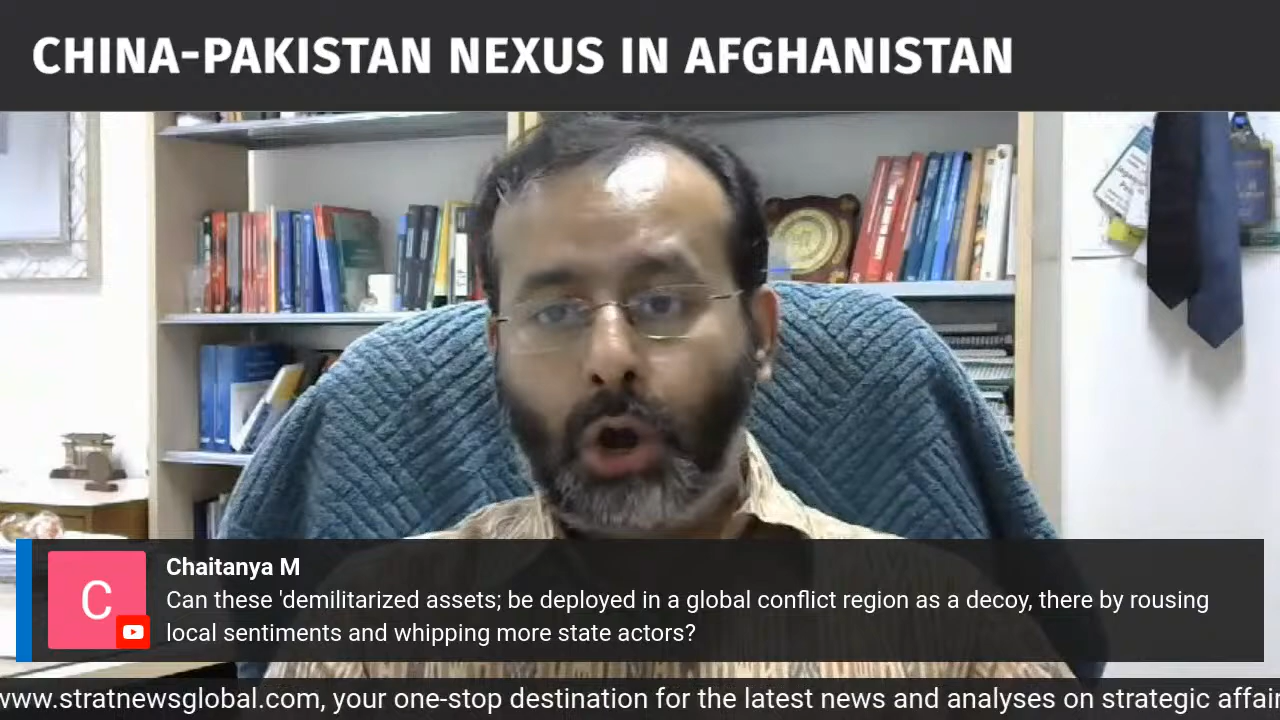 CHINA-PAKISTAN NEXUS IN AFGHANISTAN
C
Chaitanya M
Can these 'demilitarized assets; be deployed in a global conflict region as a decoy, there by rousing
local sentiments and whipping more state actors?
www.stratnewsglobal.com, your one-stop destination for the latest news and analyses on strategic affair